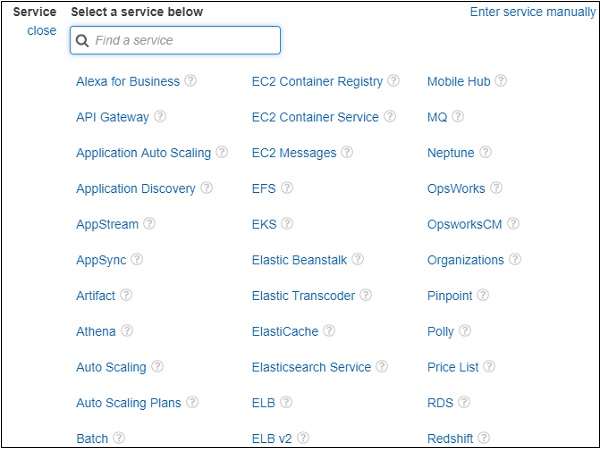 Service Select a service below Enter service manually
close Find a service
Alexa for Business EC2 Container Registry Mobile Hub
API Gateway EC2 Container Service MQ
Application Auto Scaling EC2 Messages Neptune
Application Discovery EFS OpsWorks
AppStream EKS OpsworksCM
AppSync Elastic Beanstalk Organizations
Artifact Elastic Transcoder Pinpoint
Athena ElastiCache Polly
Auto Scaling Elasticsearch Service Price List
Auto Scaling Plans ELB RDS
Batch ELB v2 Redshift